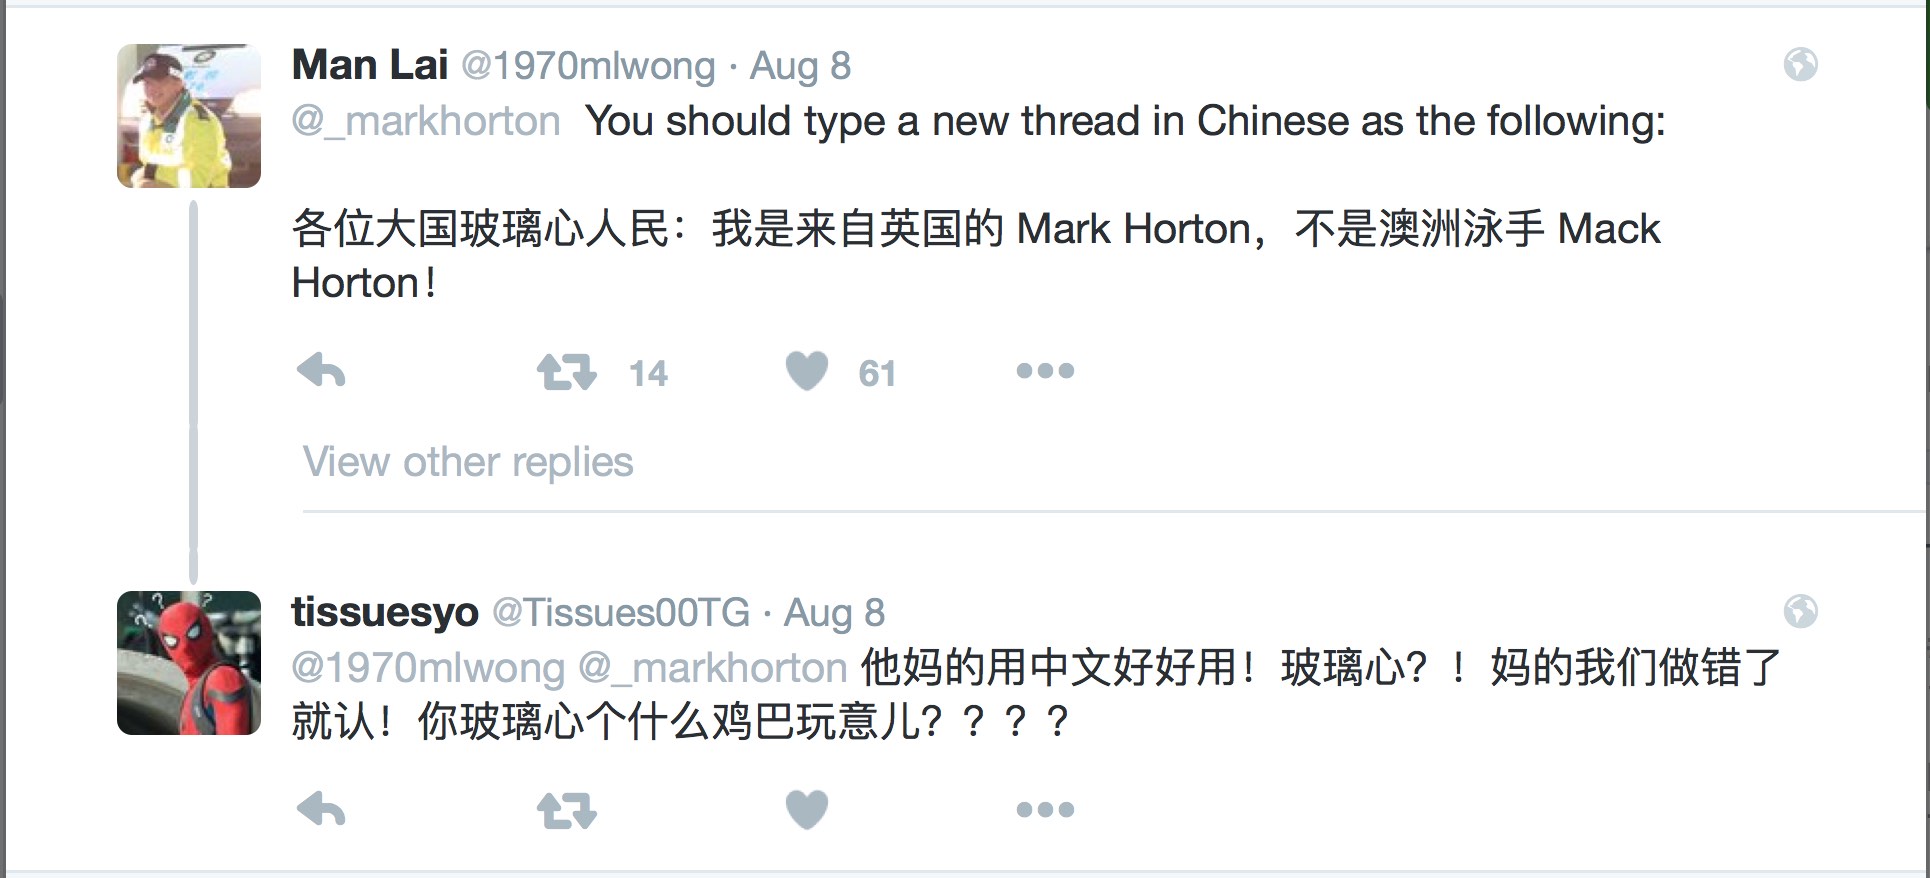 Man Lai @1970mlwong · Aug 8
@_markhorton You should type a new thread in Chinese as the following:
各位大国玻璃心人民：我是来自英国的 Mark Horton，不是澳洲泳手 Mack
Horton！
14 61
View other replies
tissuesyo @Tissues00TG · Aug 8
@1970mlwong @_markhorton 他妈的用中文好好用！玻璃心？！妈的我们做错了
就认！你玻璃心个什么鸡巴玩意儿？？？？